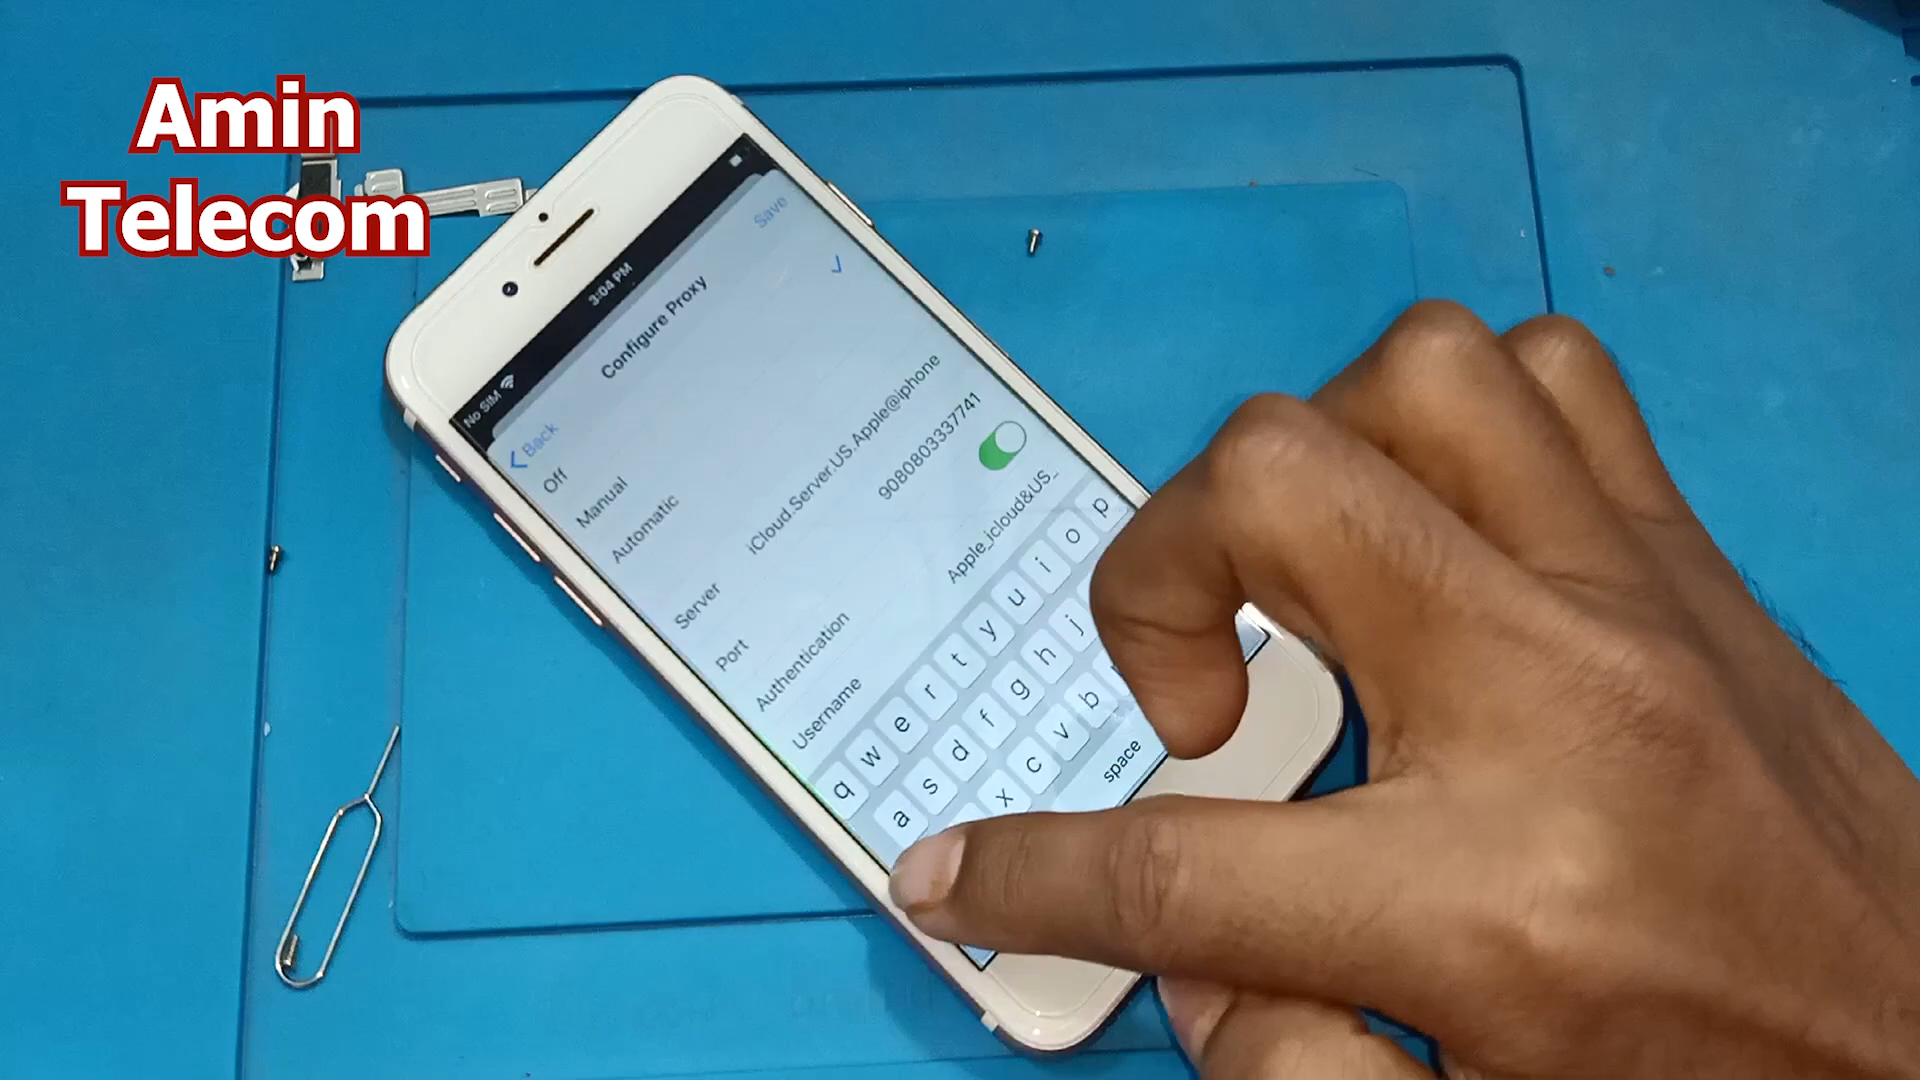 Amin
Telecom
No SIM
3:04 PM
Back
Configure Proxy
Save
Off
Manual
Automatic
Server iCloud.Server.US.Apple@iphone
Port 9080803337741
Authentication
Username Apple_icloud&US_
q w e r t y u i o p
a s d f g h j
x c v b
space